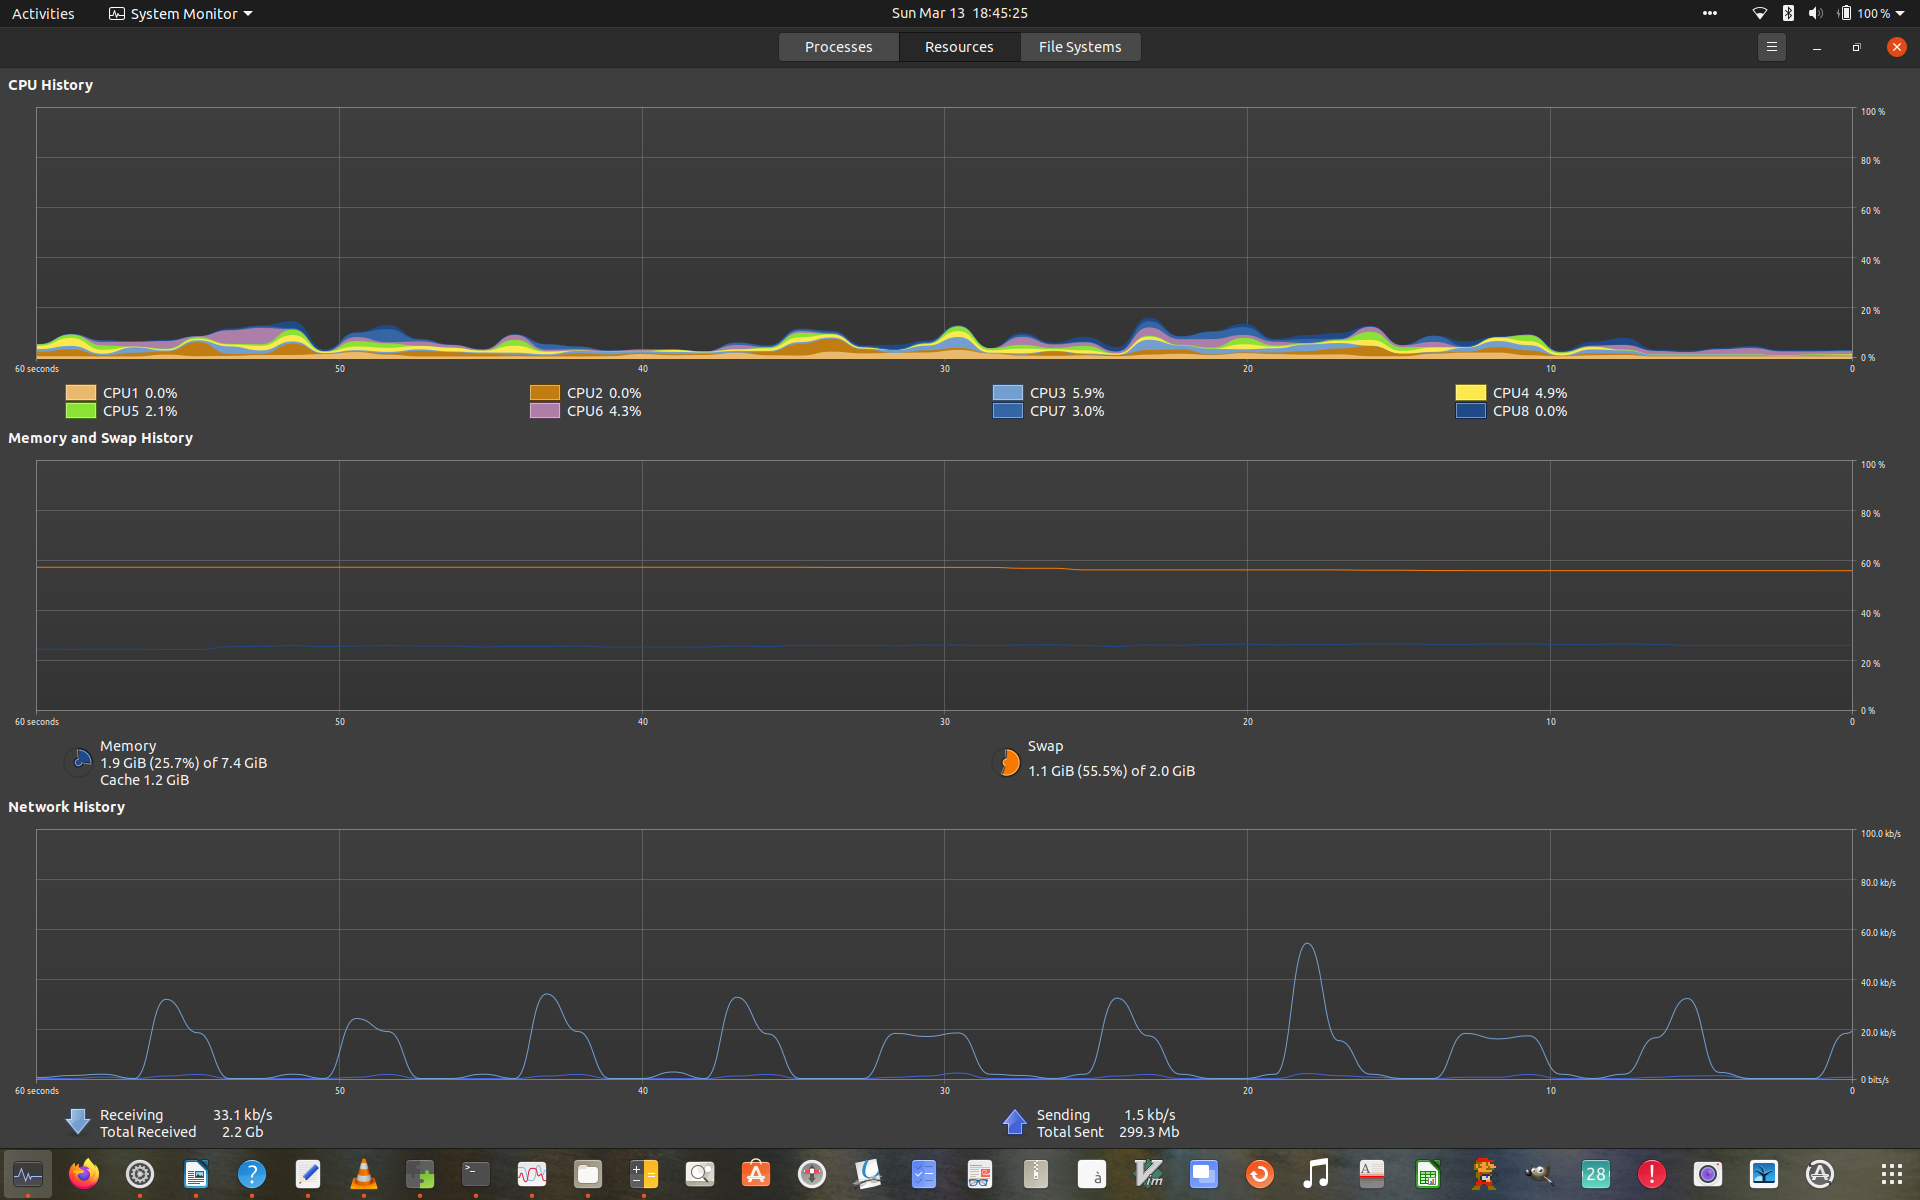 Activities System Monitor Sun Mar 13 18:45:25 100 %
Processes Resources File Systems
CPU History
100 %
80 %
60 %
40 %
20 %
0 %
60 seconds 50 40 30 20 10 0
CPU1 0.0% CPU2 0.0% CPU3 5.9% CPU4 4.9%
CPU5 2.1% CPU6 4.3% CPU7 3.0% CPU8 0.0%
Memory and Swap History
100 %
80 %
60 %
40 %
20 %
0 %
60 seconds 50 40 30 20 10 0
Memory
1.9 GiB (25.7%) of 7.4 GiB
Cache 1.2 GiB
Swap
1.1 GiB (55.5%) of 2.0 GiB
Network History
100.0 kb/s
80.0 kb/s
60.0 kb/s
40.0 kb/s
20.0 kb/s
0 bits/s
60 seconds 50 40 30 20 10 0
Receiving 33.1 kb/s Sending 1.5 kb/s
Total Received 2.2 Gb Total Sent 299.3 Mb
? >_ A à Vim A 28 ! A